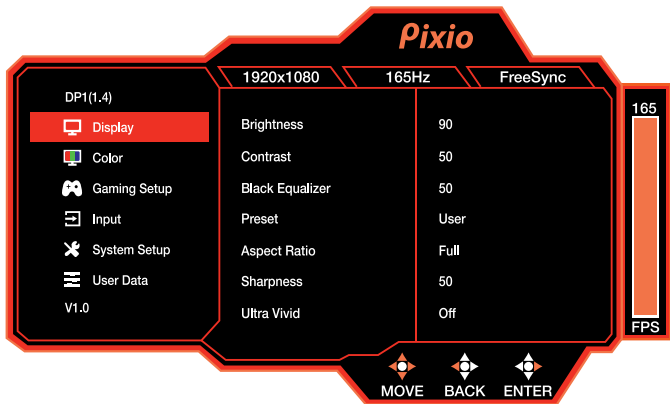 Pixio
1920x1080 165Hz FreeSync
DP1(1.4)
Display
Color
Gaming Setup
Input
System Setup
User Data
V1.0
Brightness 90
Contrast 50
Black Equalizer 50
Preset User
Aspect Ratio Full
Sharpness 50
Ultra Vivid Off
165
FPS
MOVE BACK ENTER